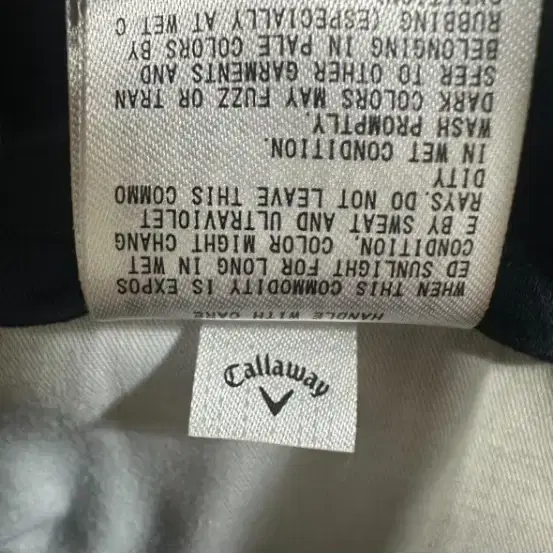 HANDLE WITH CARE
WHEN THIS COMMODITY IS EXPOS
ED SUNLIGHT FOR LONG IN WET
CONDITION. COLOR MIGHT CHANG
E BY SWEAT AND ULTRAVIOLET
RAYS. DO NOT LEAVE THIS COMMO
DITY
IN WET CONDITION.
WASH PROMPTLY.
DARK COLORS MAY FUZZ OR TRAN
SFER TO OTHER GARMENTS AND
BELONGING IN PALE COLORS BY
RUBBING (ESPECIALLY AT WET C
Callaway